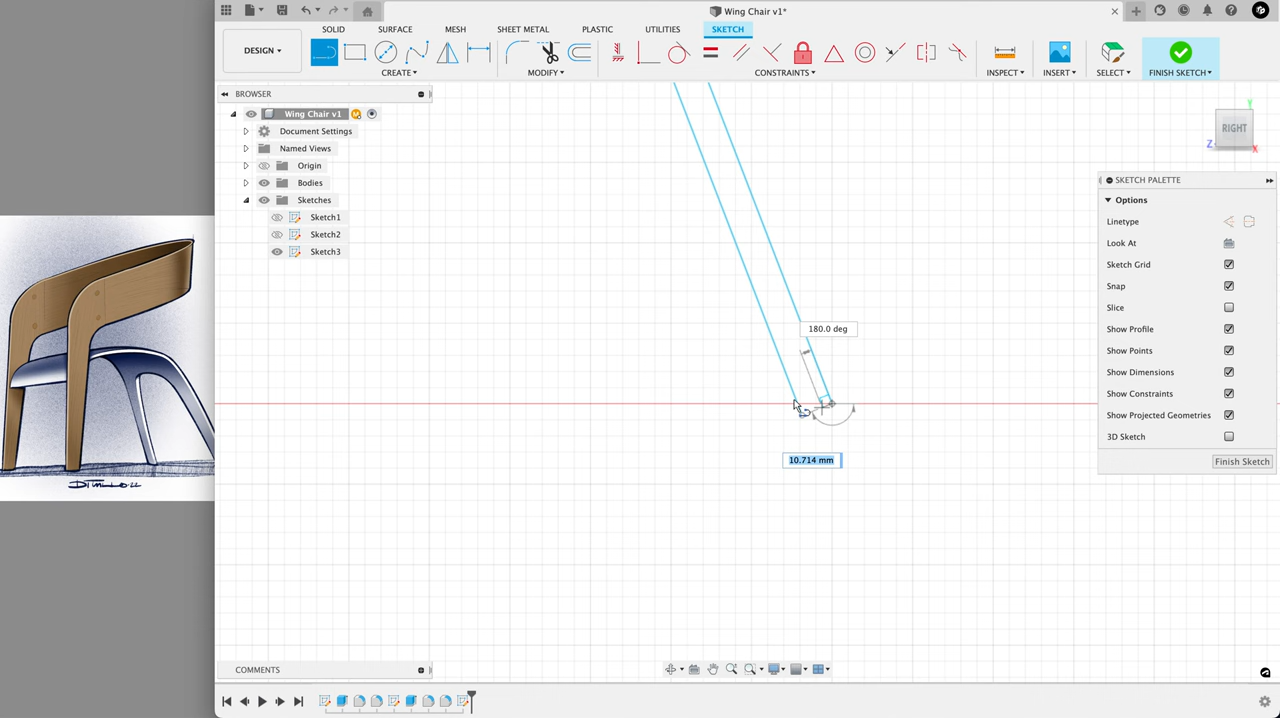 Wing Chair v1*
DESIGN
SOLID
SURFACE
MESH
SHEET METAL
PLASTIC
UTILITIES
SKETCH
CREATE
MODIFY
CONSTRAINTS
INSPECT
INSERT
SELECT
FINISH SKETCH
BROWSER
Wing Chair v1
Document Settings
Named Views
Origin
Bodies
Sketches
Sketch1
Sketch2
Sketch3
180.0 deg
10.714 mm
Y
RIGHT
Z
X
SKETCH PALETTE
Options
Linetype
Look At
Sketch Grid
Snap
Slice
Show Profile
Show Points
Show Dimensions
Show Constraints
Show Projected Geometries
3D Sketch
Finish Sketch
COMMENTS